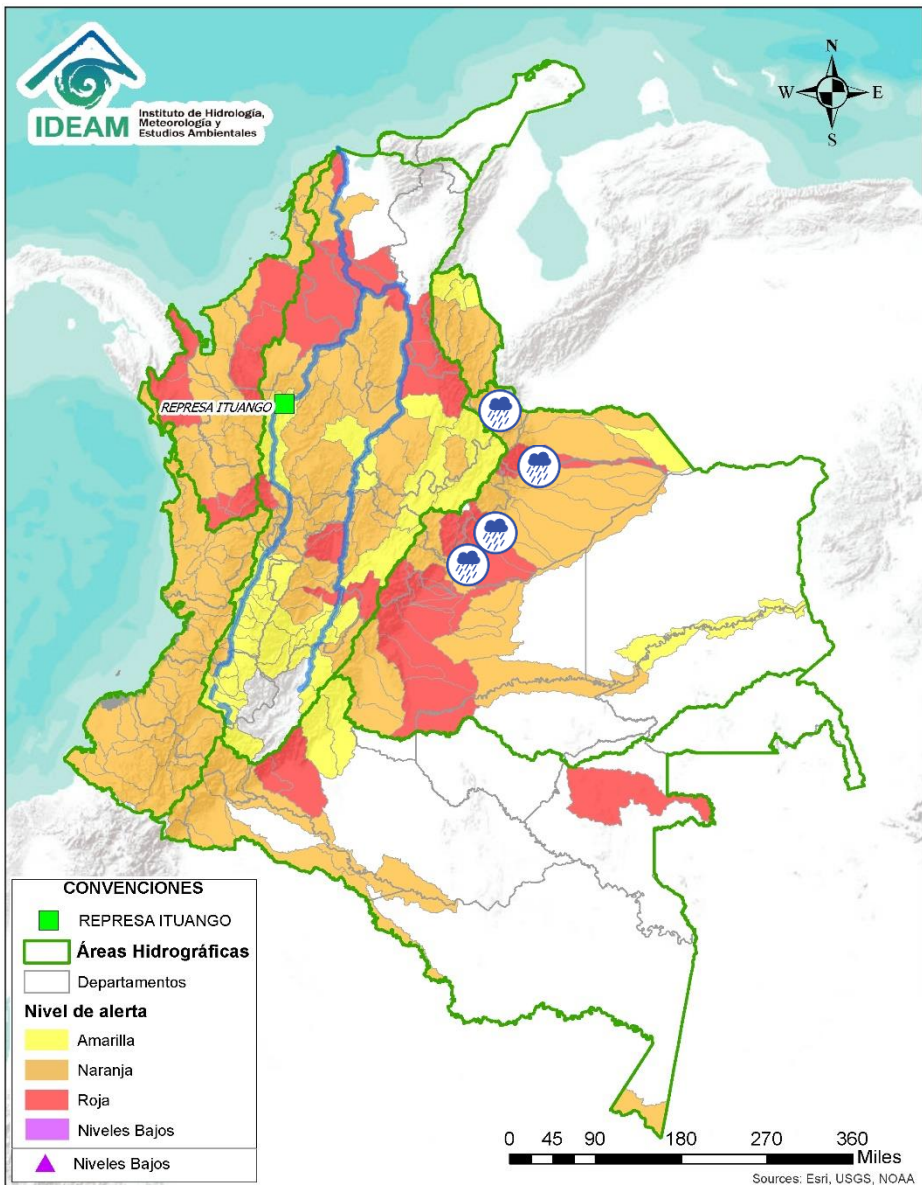 IDEAM
Instituto de Hidrología,
Meteorología y
Estudios Ambientales
N
W
E
S
REPRESA ITUANGO
CONVENCIONES
REPRESA ITUANGO
Áreas Hidrográficas
Departamentos
Nivel de alerta
Amarilla
Naranja
Roja
Niveles Bajos
Niveles Bajos
0 45 90 180 270 360
Miles
Sources: Esri, USGS, NOAA